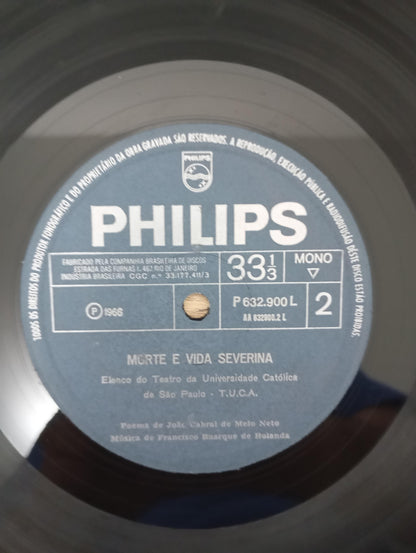 TODOS OS DIREITOS DO PRODUTOR FONOGRÁFICO E DO PROPRIETÁRIO DA OBRA GRAVADA SÃO RESERVADOS. A REPRODUÇÃO, EXECUÇÃO PÚBLICA E RADIODIFUSÃO DÊSTE DISCO ESTÃO PROIBIDAS.
PHILIPS
PHILIPS
FABRICADO PELA COMPANHIA BRASILEIRA DE DISCOS
ESTRADA DAS FURNAS 1.462 RIO DE JANEIRO
INDÚSTRIA BRASILEIRA CGC n.º 33.177.411/3
33 1/3
MONO
▽
Ⓟ 1966
P 632.900 L
AA 632900.2 L
2
MORTE E VIDA SEVERINA
Elenco do Teatro da Universidade Católica
de São Paulo - T.U.C.A.
Poema de João Cabral de Melo Neto
Música de Francisco Buarque de Holanda